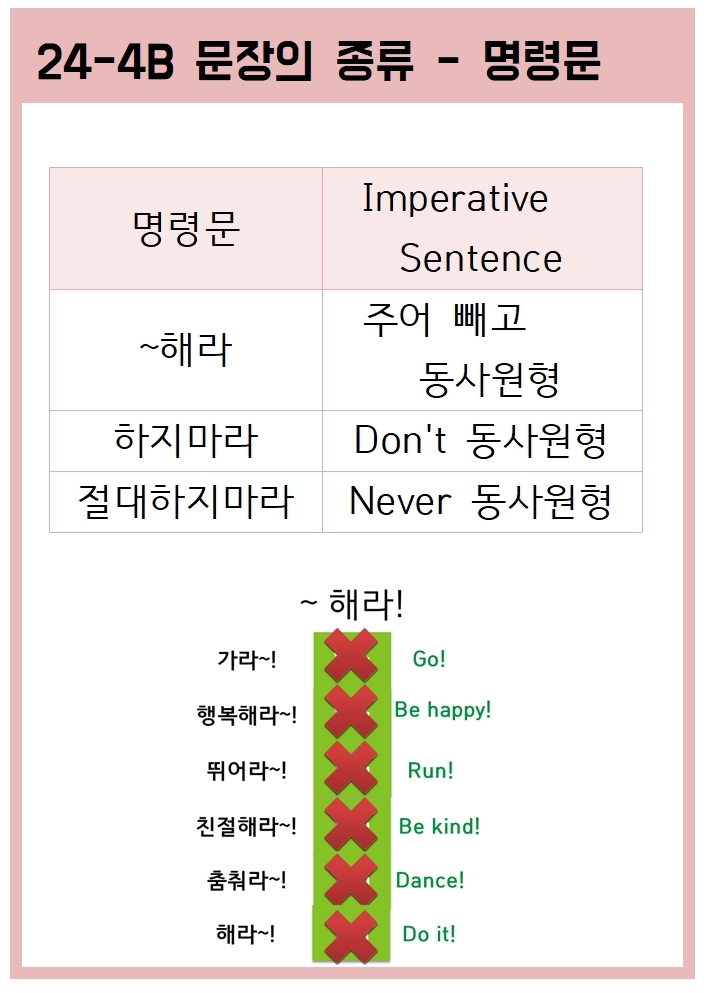 24-4B 문장의 종류 - 명령문
명령문
Imperative
Sentence
~해라
주어 빼고
동사원형
하지마라
Don't 동사원형
절대하지마라
Never 동사원형
~ 해라!
가라~!
Go!
행복해라~!
Be happy!
뛰어라~!
Run!
친절해라~!
Be kind!
춤춰라~!
Dance!
해라~!
Do it!